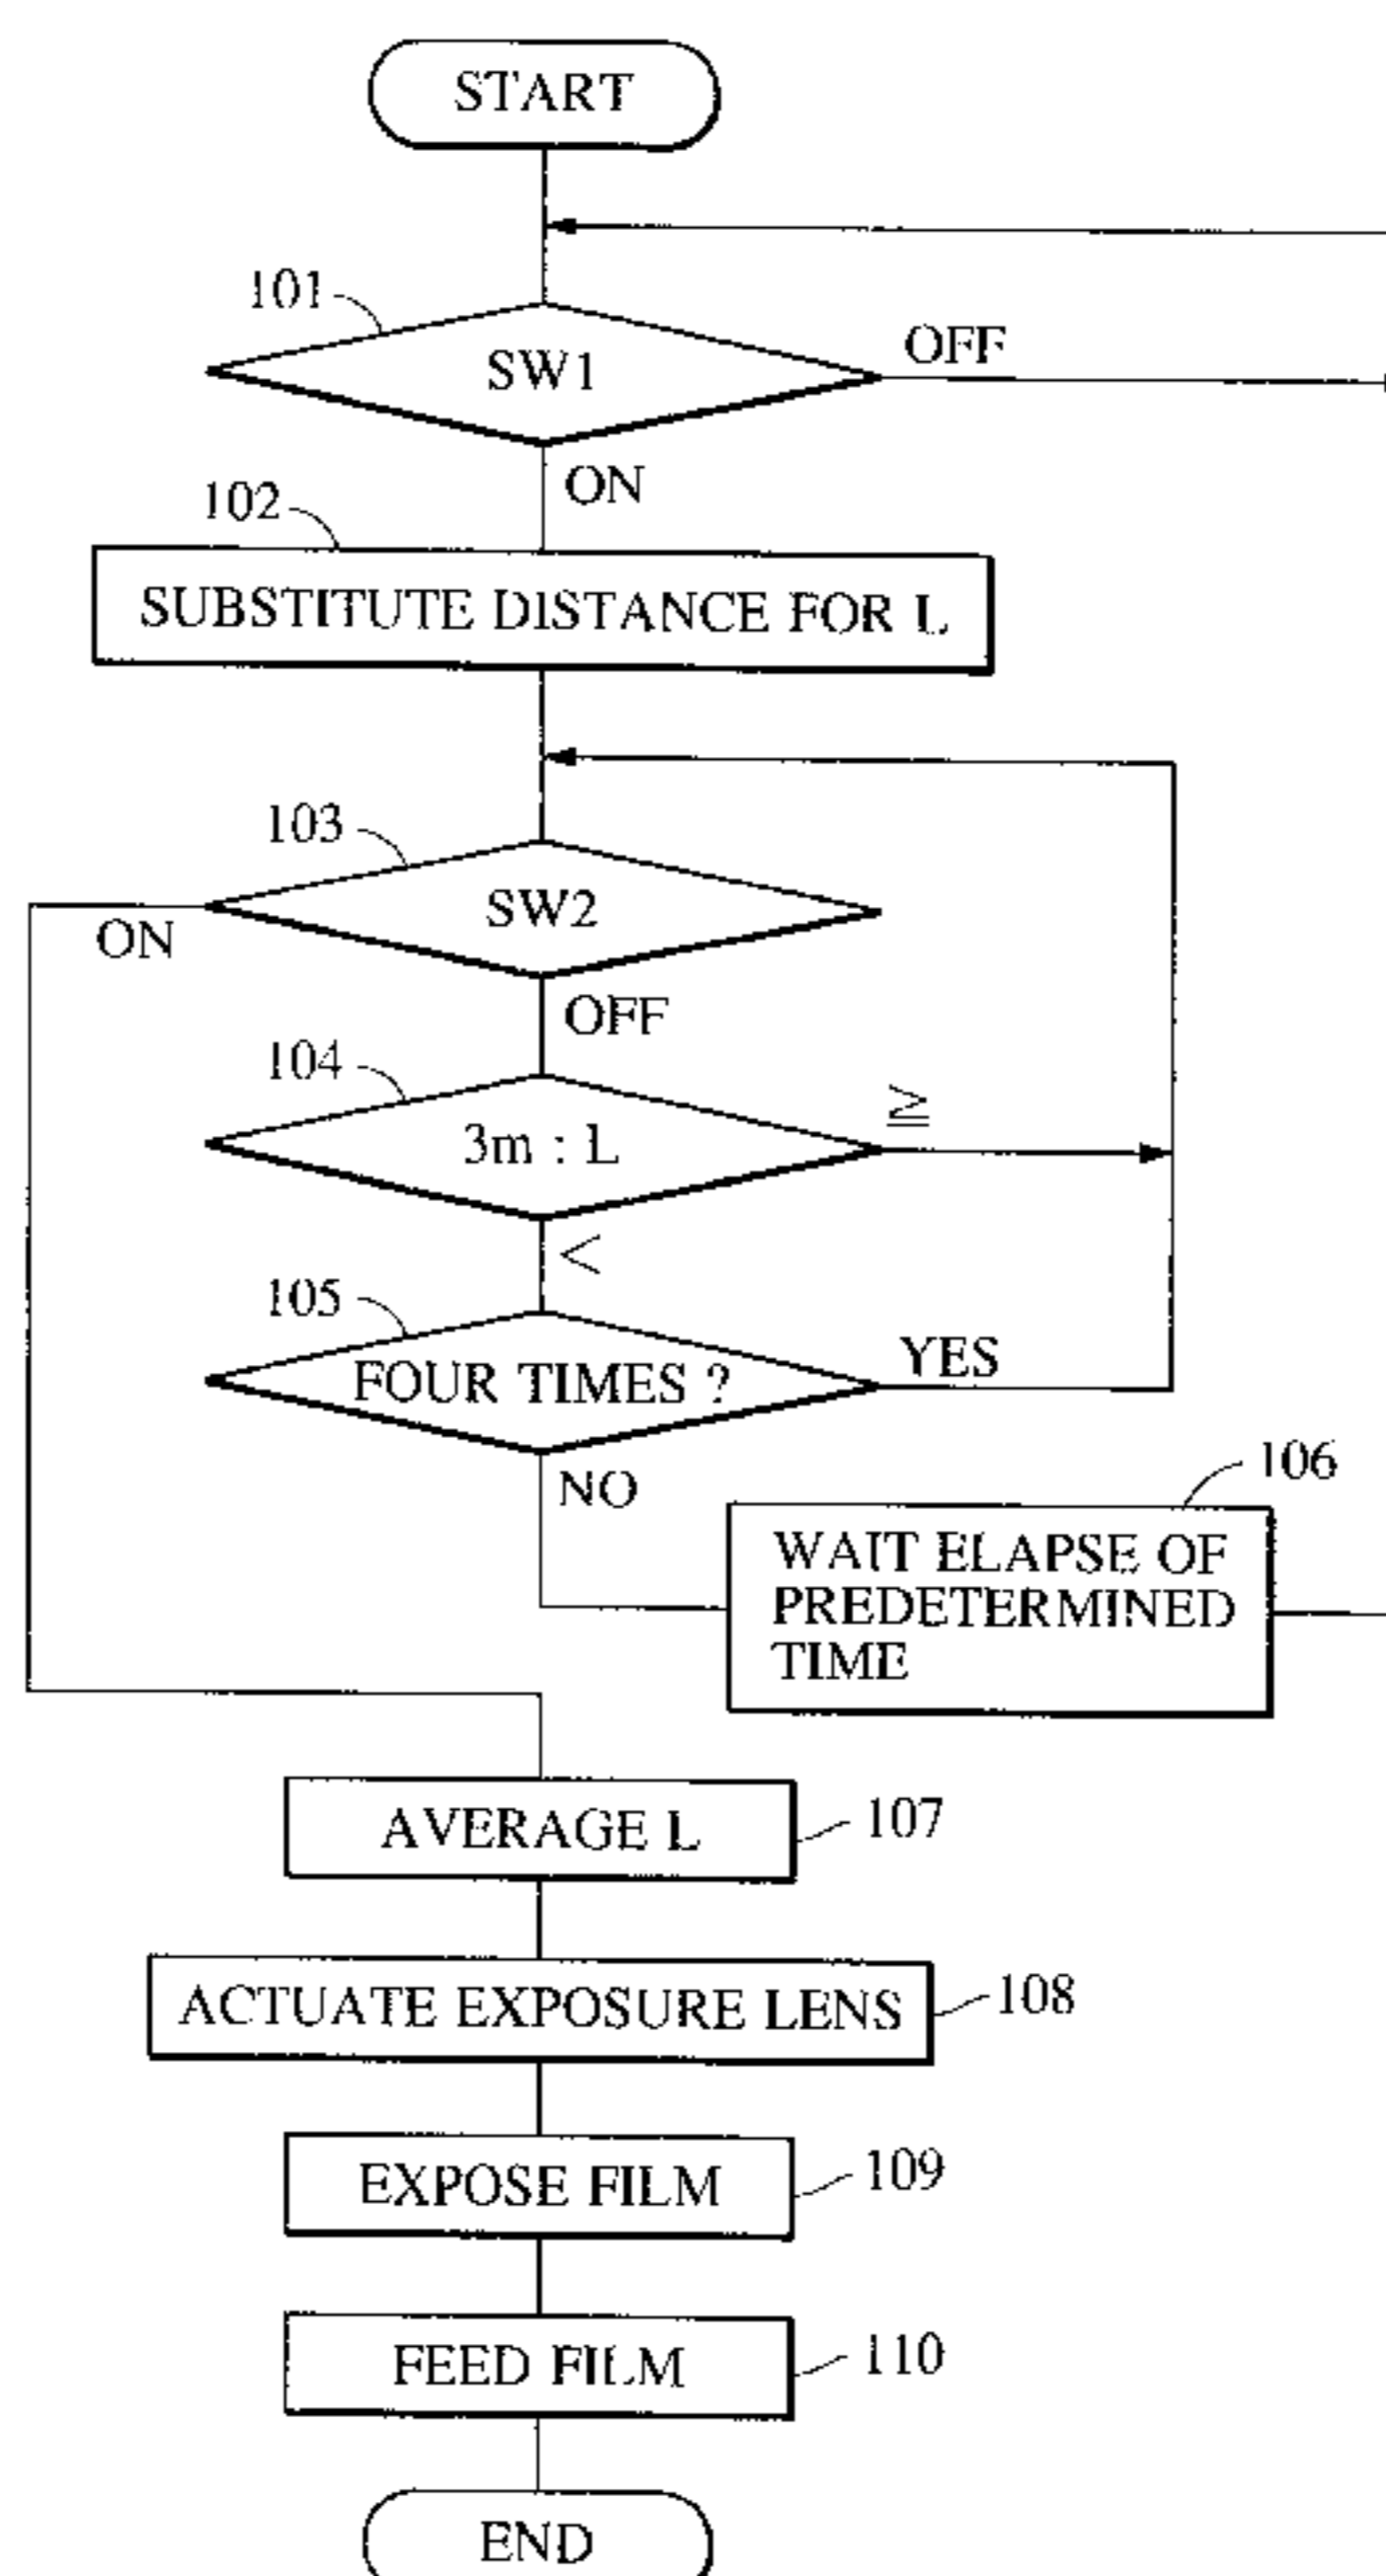 START
101
SW1
OFF
ON
102
SUBSTITUTE DISTANCE FOR L
103
SW2
ON
OFF
104
3m : L
≧
<
105
FOUR TIMES ?
YES
NO
106
WAIT ELAPSE OF
PREDETERMINED
TIME
AVERAGE L
107
ACTUATE EXPOSURE LENS
108
EXPOSE FILM
109
FEED FILM
110
END